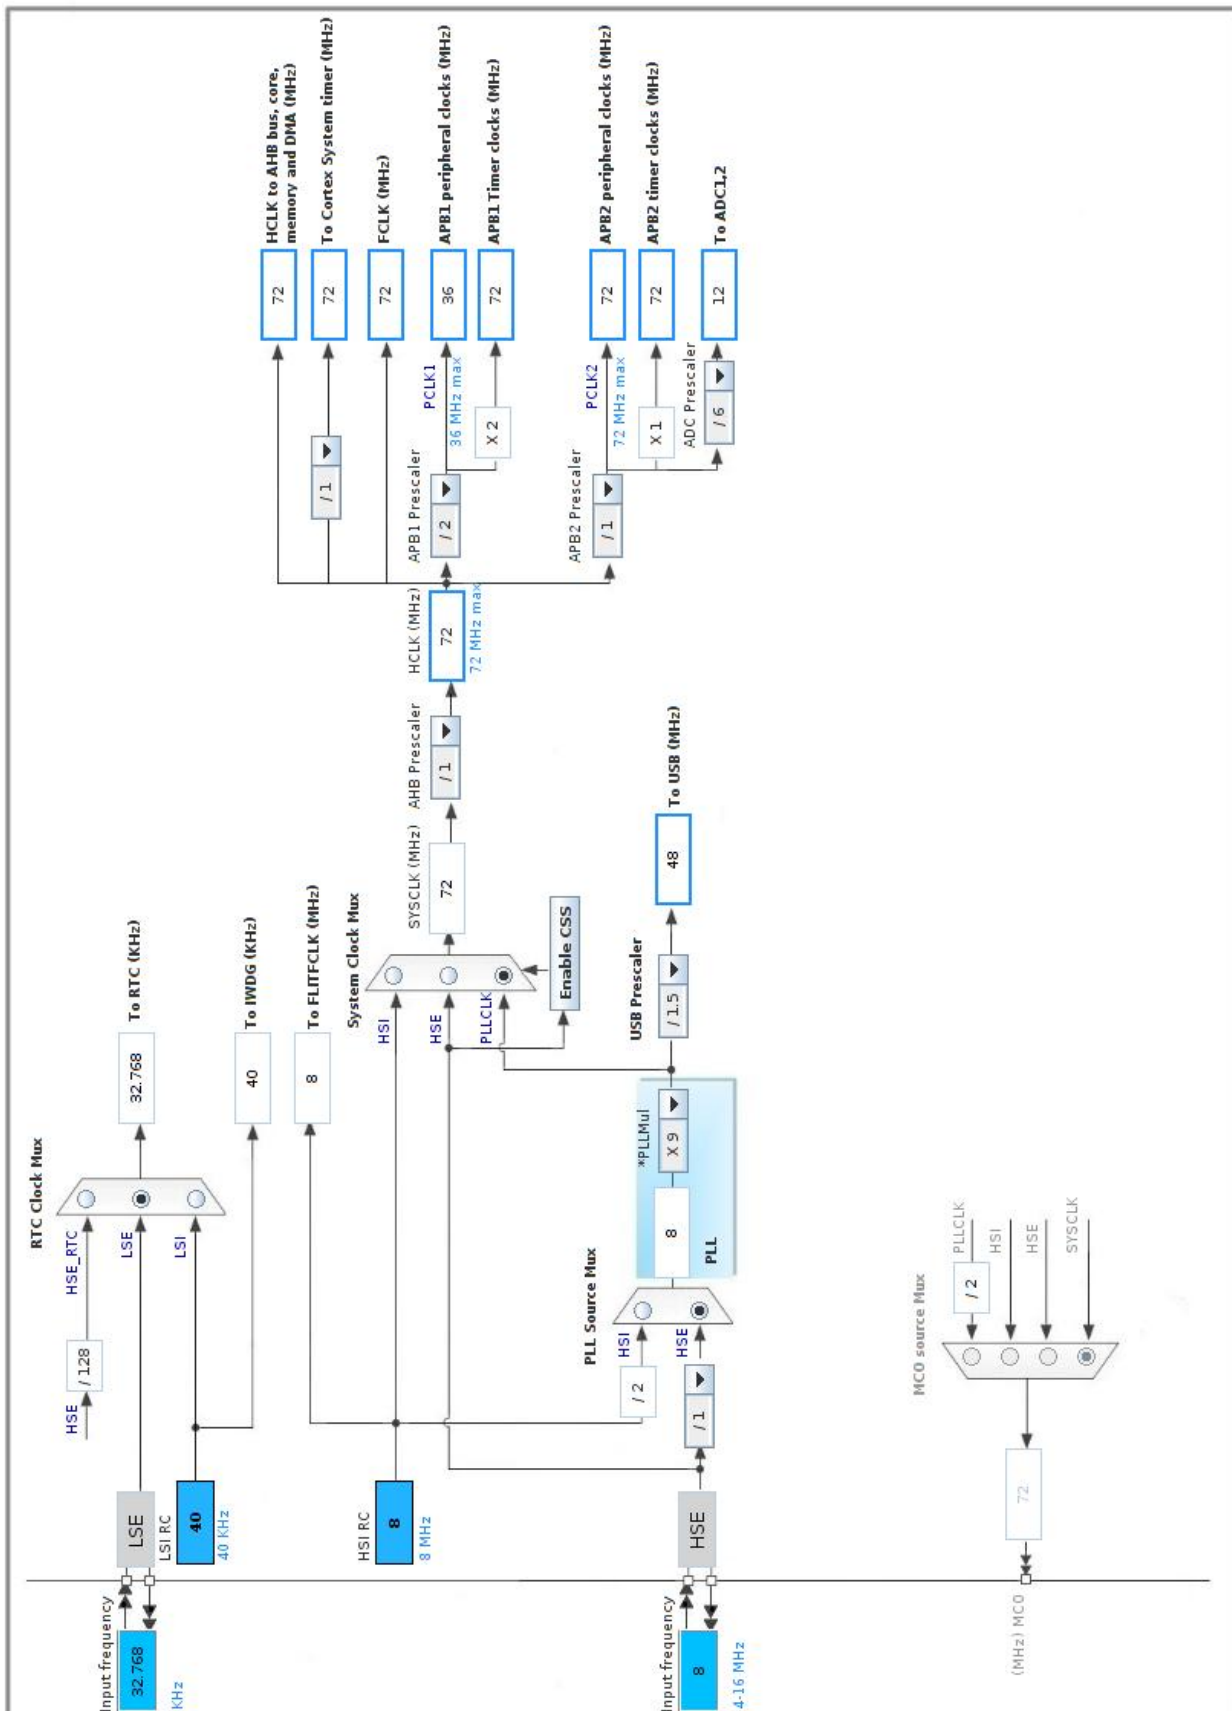 Input frequency
32.768
KHz
LSE
LSI RC
40
40 KHz
HSE
/ 128
HSE_RTC
LSE
LSI
RTC Clock Mux
32.768
To RTC (KHz)
40
To IWDG (KHz)
HSI RC
8
8 MHz
8
To FLITFCLK (MHz)
System Clock Mux
HSI
HSE
PLLCLK
Enable CSS
SYSCLK (MHz)
72
AHB Prescaler
/ 1
HCLK (MHz)
72
72 MHz max
72
HCLK to AHB bus, core,
memory and DMA (MHz)
/ 1
72
To Cortex System timer (MHz)
72
FCLK (MHz)
APB1 Prescaler
/ 2
PCLK1
36 MHz max
36
APB1 peripheral clocks (MHz)
X 2
72
APB1 Timer clocks (MHz)
APB2 Prescaler
/ 1
PCLK2
72 MHz max
72
APB2 peripheral clocks (MHz)
X 1
72
APB2 timer clocks (MHz)
ADC Prescaler
/ 6
12
To ADC1,2
Input frequency
8
4-16 MHz
HSE
/ 1
/ 2
HSI
HSE
PLL Source Mux
8
PLL
*PLLMul
X 9
USB Prescaler
/ 1.5
48
To USB (MHz)
(MHz) MCO
72
MCO source Mux
/ 2
PLLCLK
HSI
HSE
SYSCLK